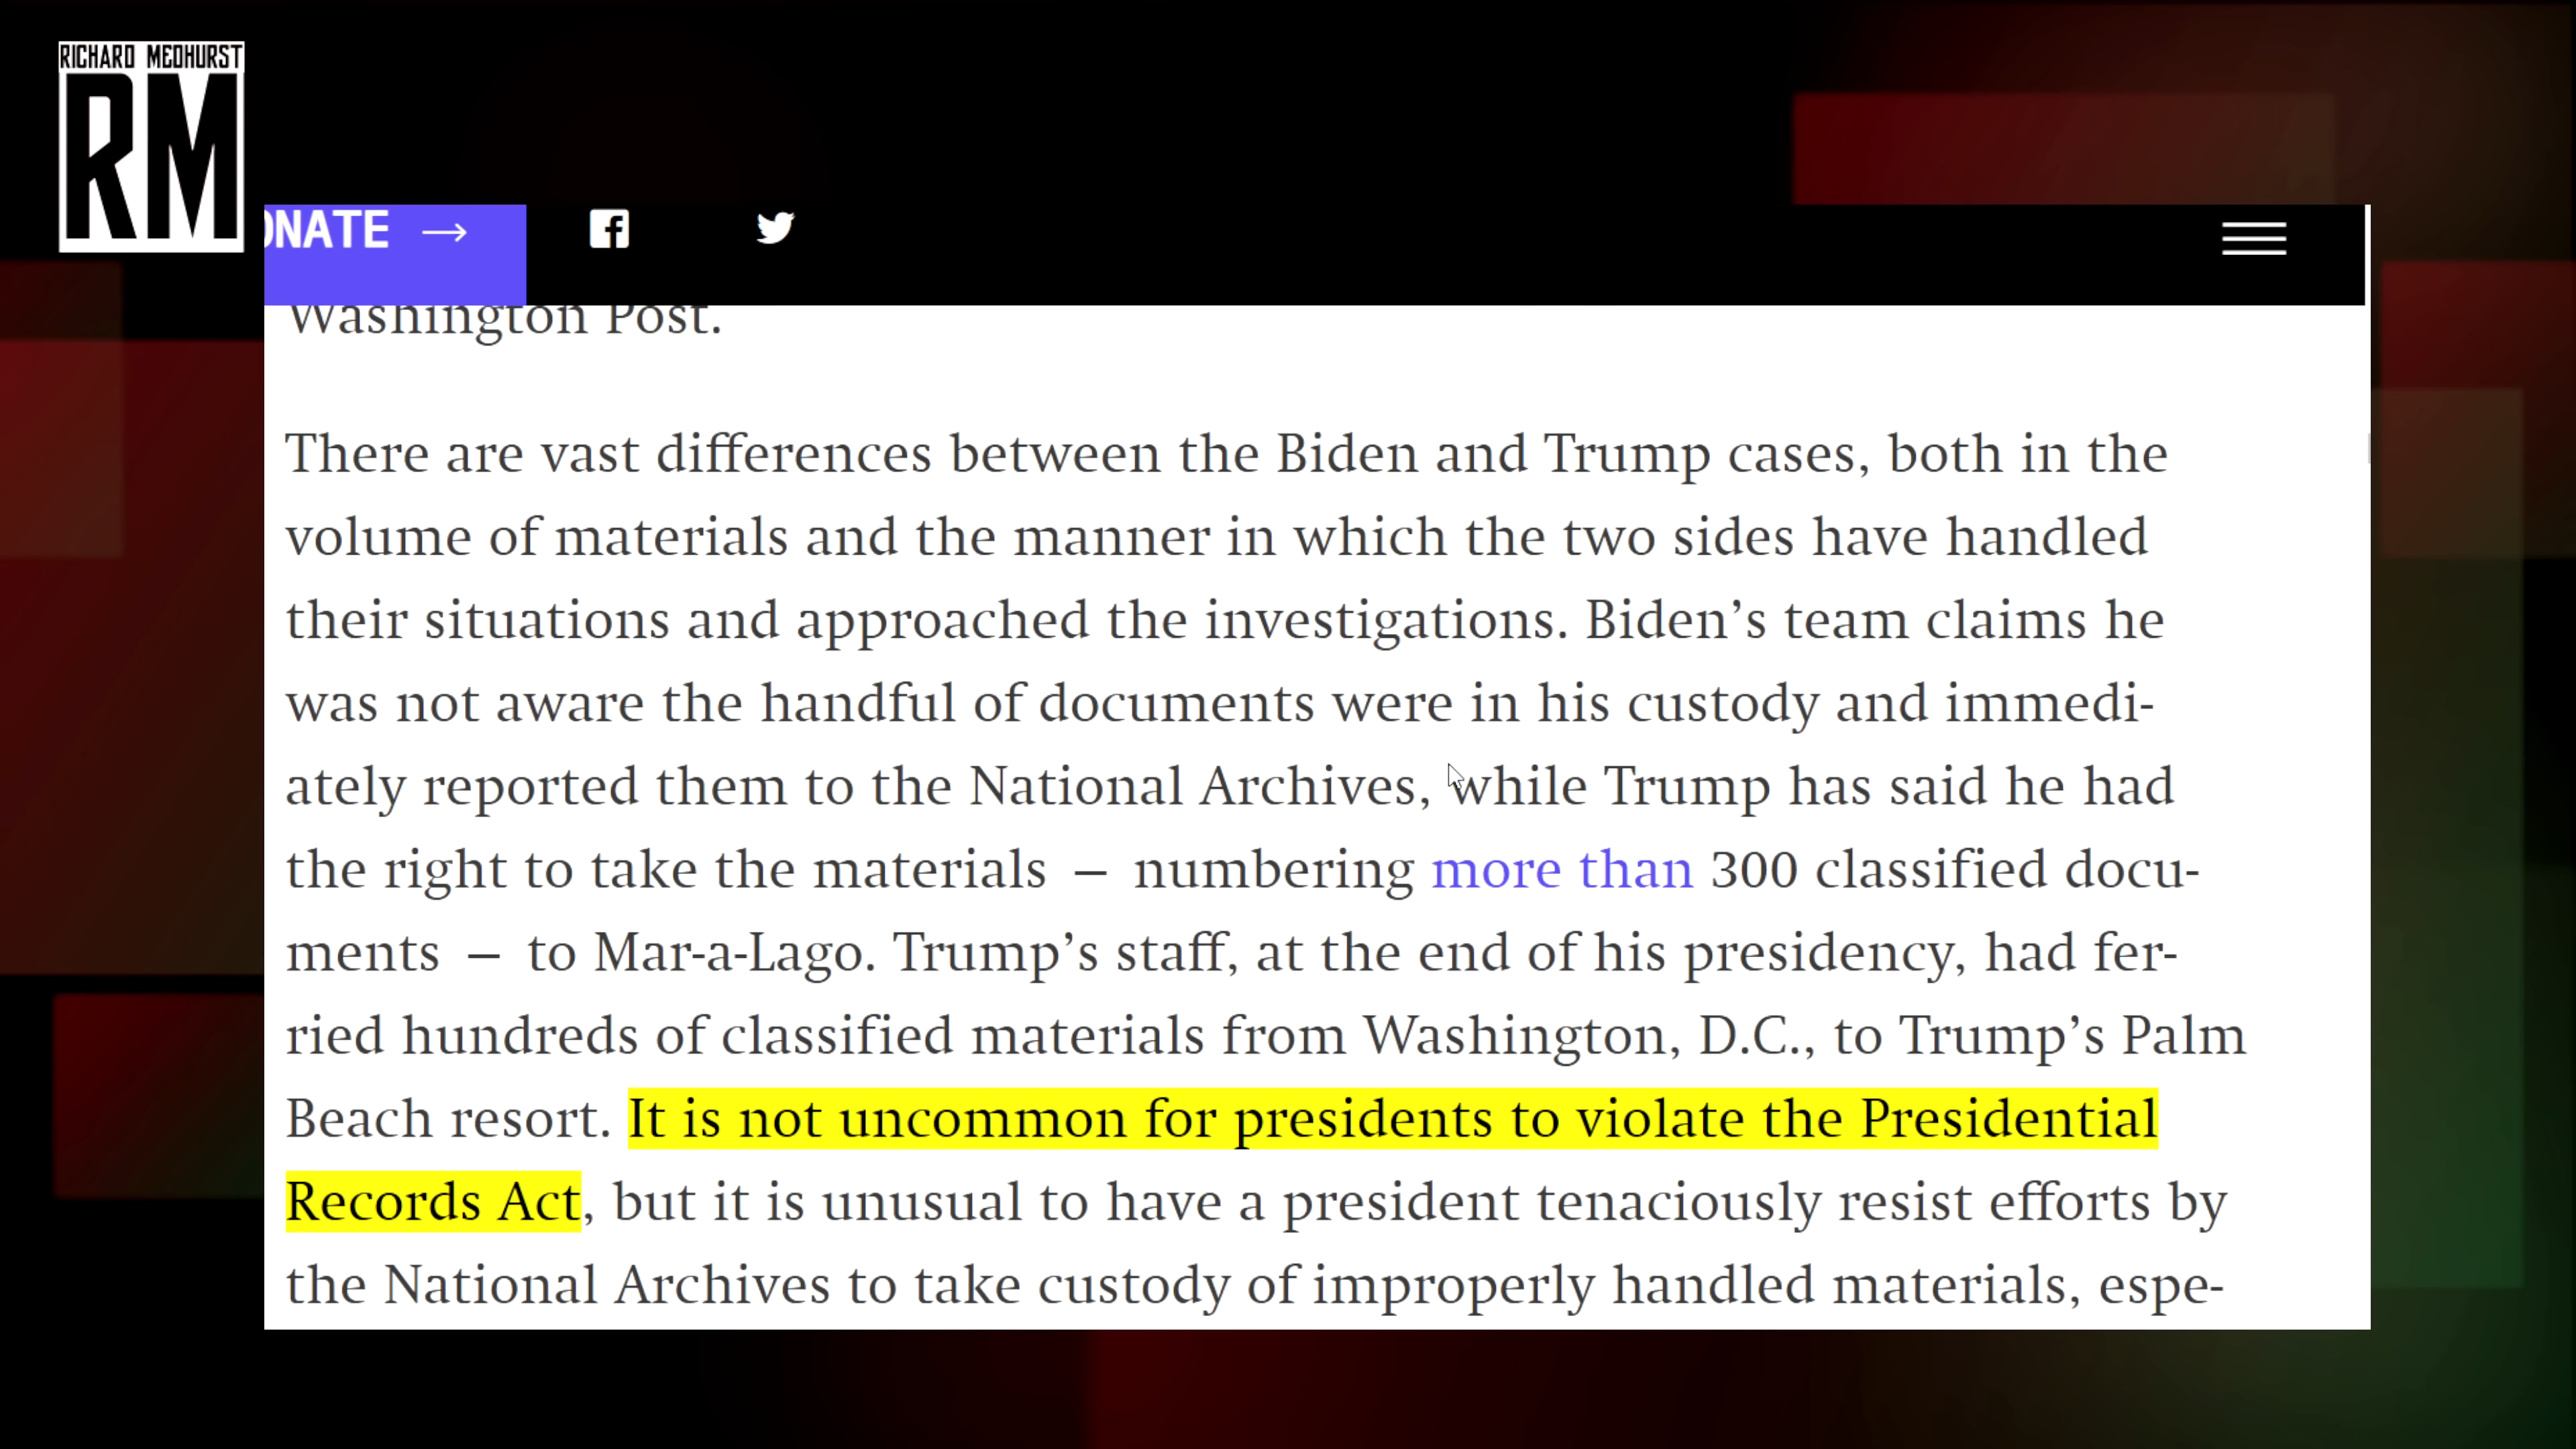 RICHARD MEDHURST
RM
ONATE →
Washington Post.
There are vast differences between the Biden and Trump cases, both in the
volume of materials and the manner in which the two sides have handled
their situations and approached the investigations. Biden’s team claims he
was not aware the handful of documents were in his custody and immedi-
ately reported them to the National Archives, while Trump has said he had
the right to take the materials – numbering more than 300 classified docu-
ments – to Mar-a-Lago. Trump’s staff, at the end of his presidency, had fer-
ried hundreds of classified materials from Washington, D.C., to Trump’s Palm
Beach resort. It is not uncommon for presidents to violate the Presidential
Records Act, but it is unusual to have a president tenaciously resist efforts by
the National Archives to take custody of improperly handled materials, espe-